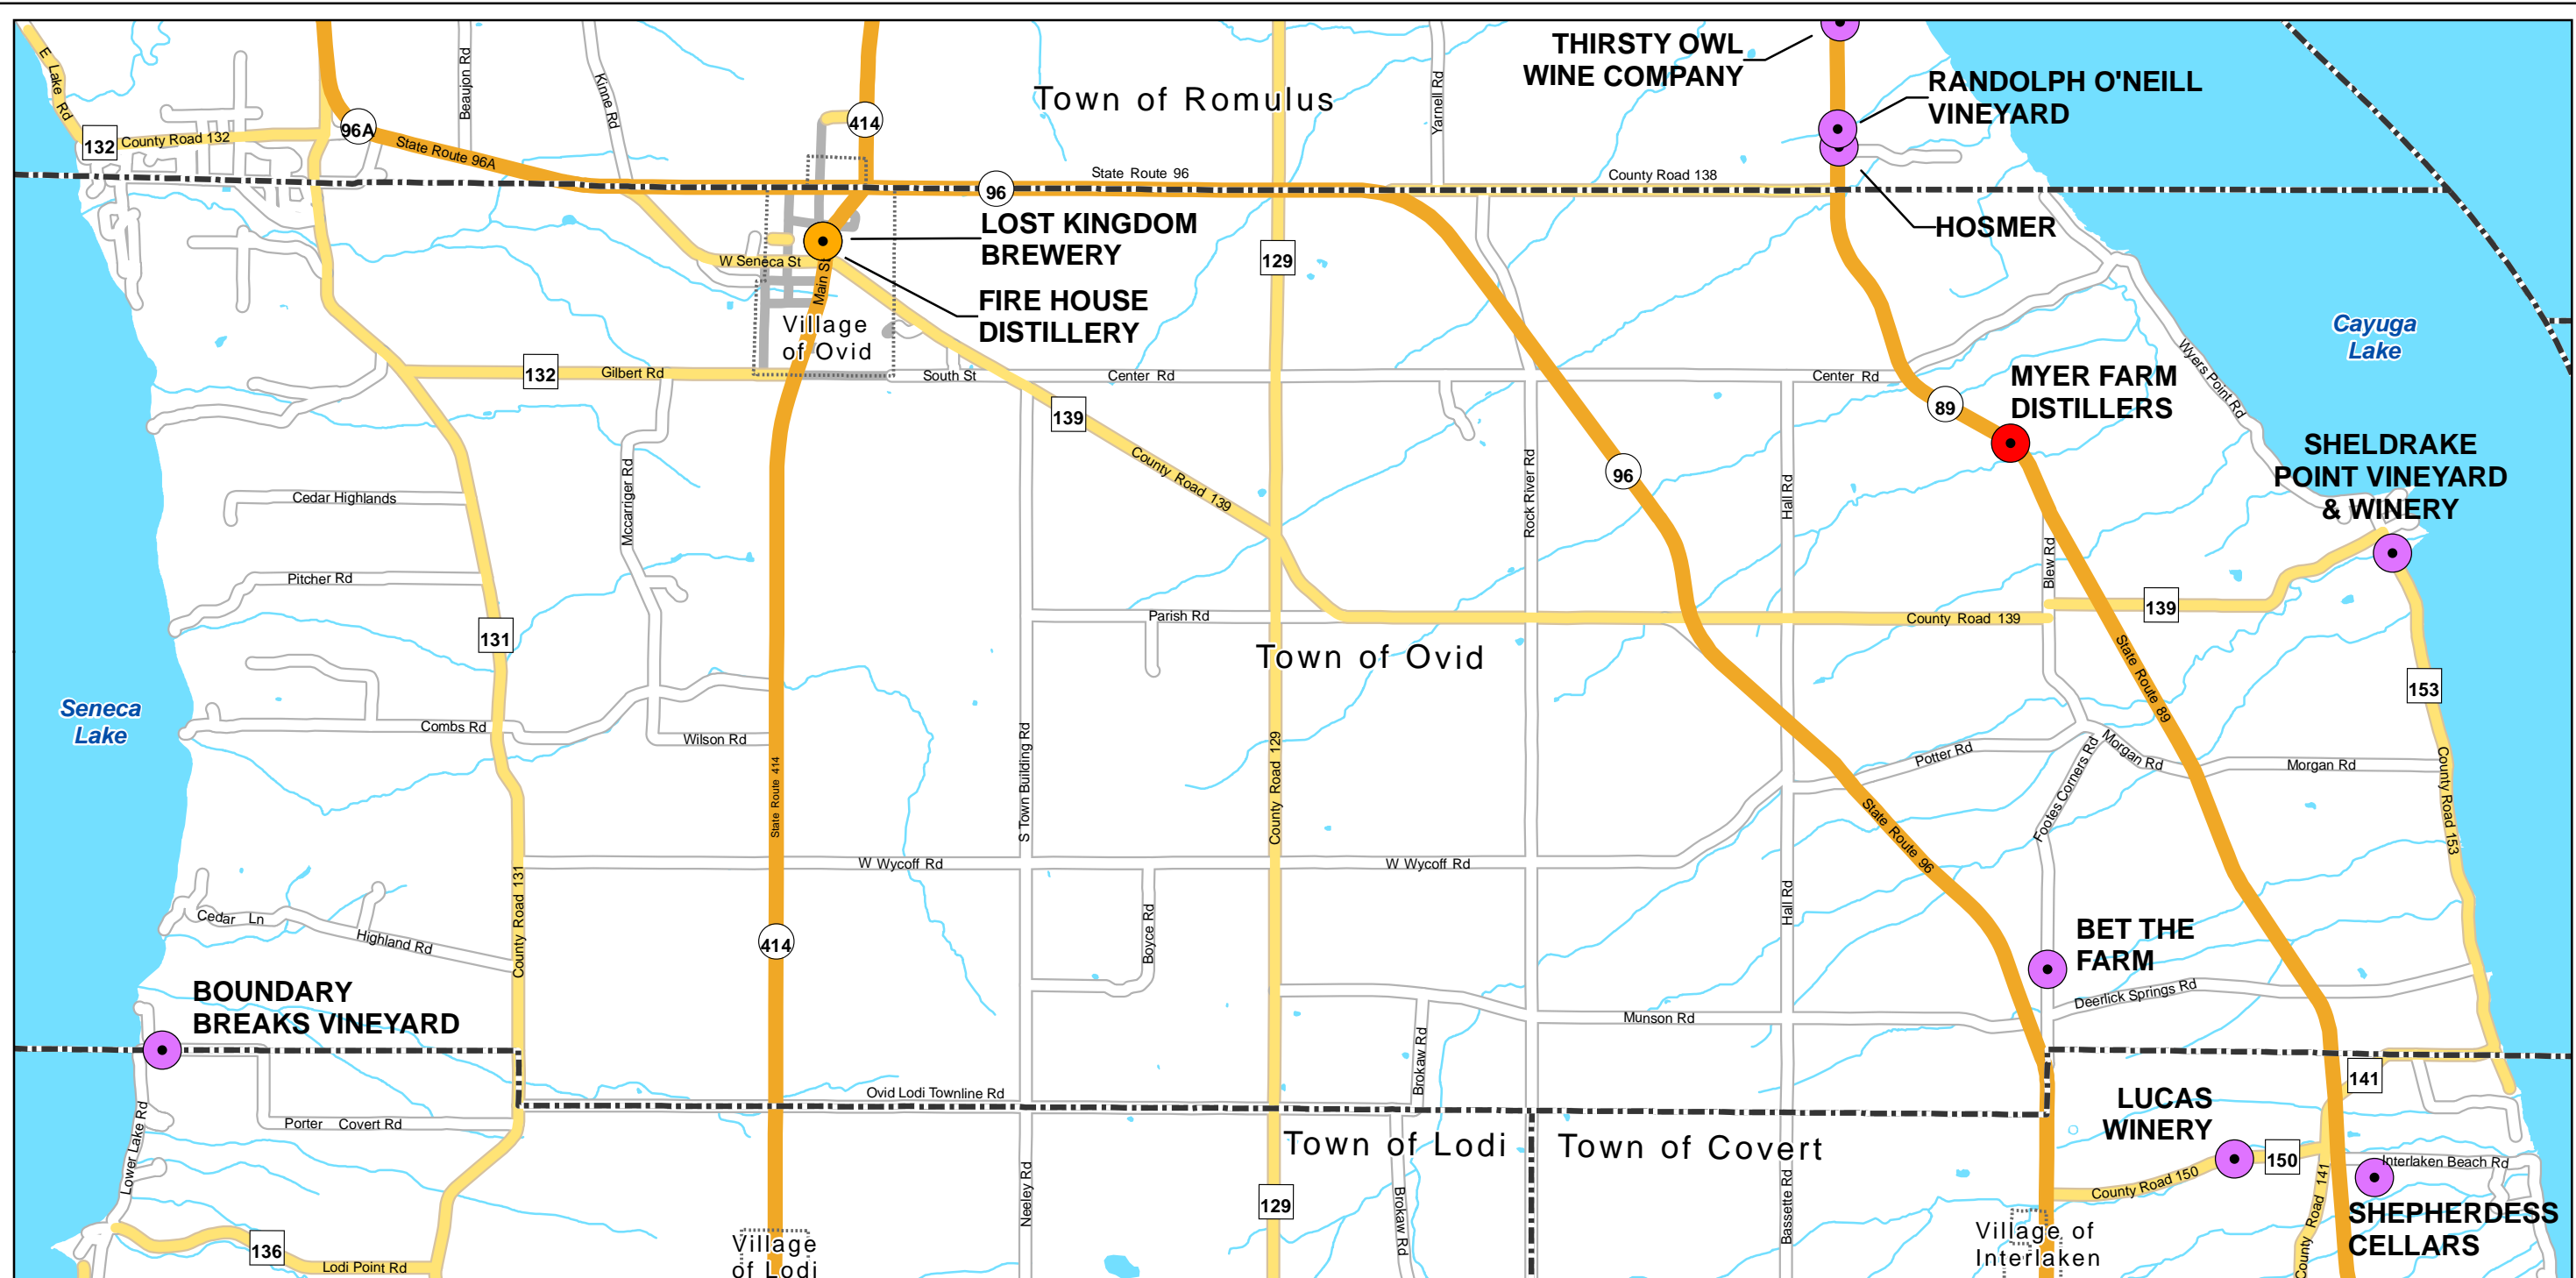 E Lake Rd
132
County Road 132
96A
State Route 96A
Beaujon Rd
Kinne Rd
414
Town of Romulus
Yarnell Rd
THIRSTY OWL
WINE COMPANY
RANDOLPH O'NEILL
VINEYARD
HOSMER
96
State Route 96
County Road 138
LOST KINGDOM
BREWERY
FIRE HOUSE
DISTILLERY
W Seneca St
Main St
Village
of Ovid
129
Cayuga
Lake
Wyers Point Rd
132
Gilbert Rd
South St
Center Rd
Center Rd
139
County Road 139
89
MYER FARM
DISTILLERS
SHELDRAKE
POINT VINEYARD
& WINERY
96
Rock River Rd
Hall Rd
Blew Rd
Cedar Highlands
Mccarriger Rd
Pitcher Rd
131
Parish Rd
County Road 139
139
Town of Ovid
State Route 89
153
Seneca
Lake
Combs Rd
Wilson Rd
State Route 414
S Town Building Rd
County Road 129
Potter Rd
Footes Corners Rd
Morgan Rd
Morgan Rd
County Road 153
State Route 96
W Wycoff Rd
W Wycoff Rd
County Road 131
Cedar Ln
Highland Rd
414
Boyce Rd
Hall Rd
BET THE
FARM
Deerlick Springs Rd
BOUNDARY
BREAKS VINEYARD
Munson Rd
Brokaw Rd
Ovid Lodi Townline Rd
141
Lower Lake Rd
Porter Covert Rd
Town of Lodi
Town of Covert
LUCAS
WINERY
150
County Road 150
Interlaken Beach Rd
County Road 141
SHEPHERDESS
CELLARS
Neeley Rd
129
Brokaw Rd
Bassette Rd
136
Lodi Point Rd
Village
of Lodi
Village of
Interlaken